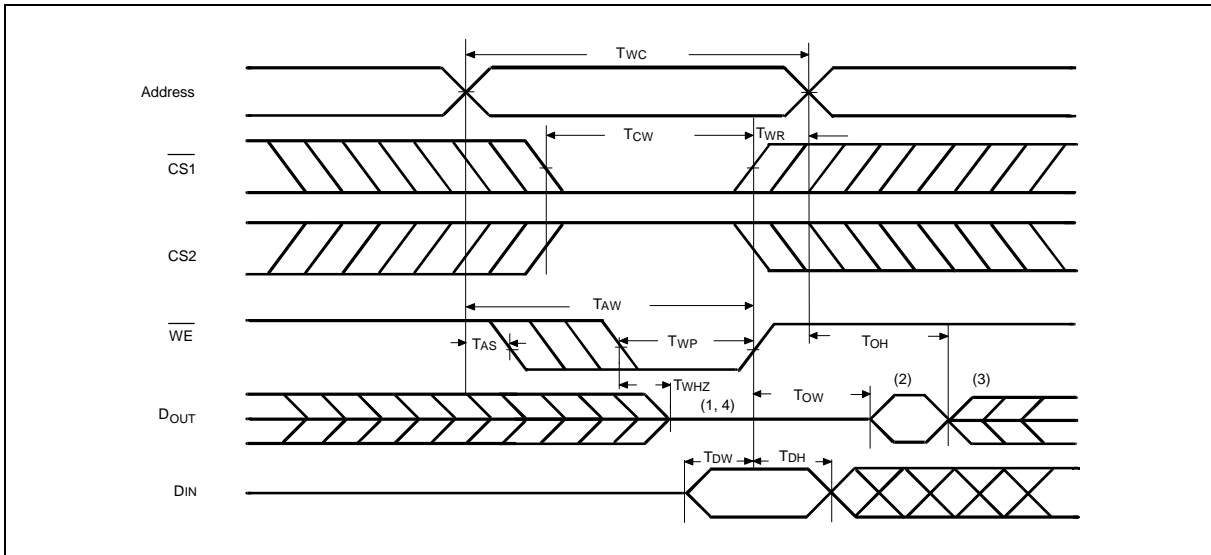 TWC
Address
TCW
TWR
CS1
CS2
TAW
WE
TAS
TWP
TOH
TWHZ
(1, 4)
TOW
(2)
(3)
DOUT
TDW
TDH
DIN